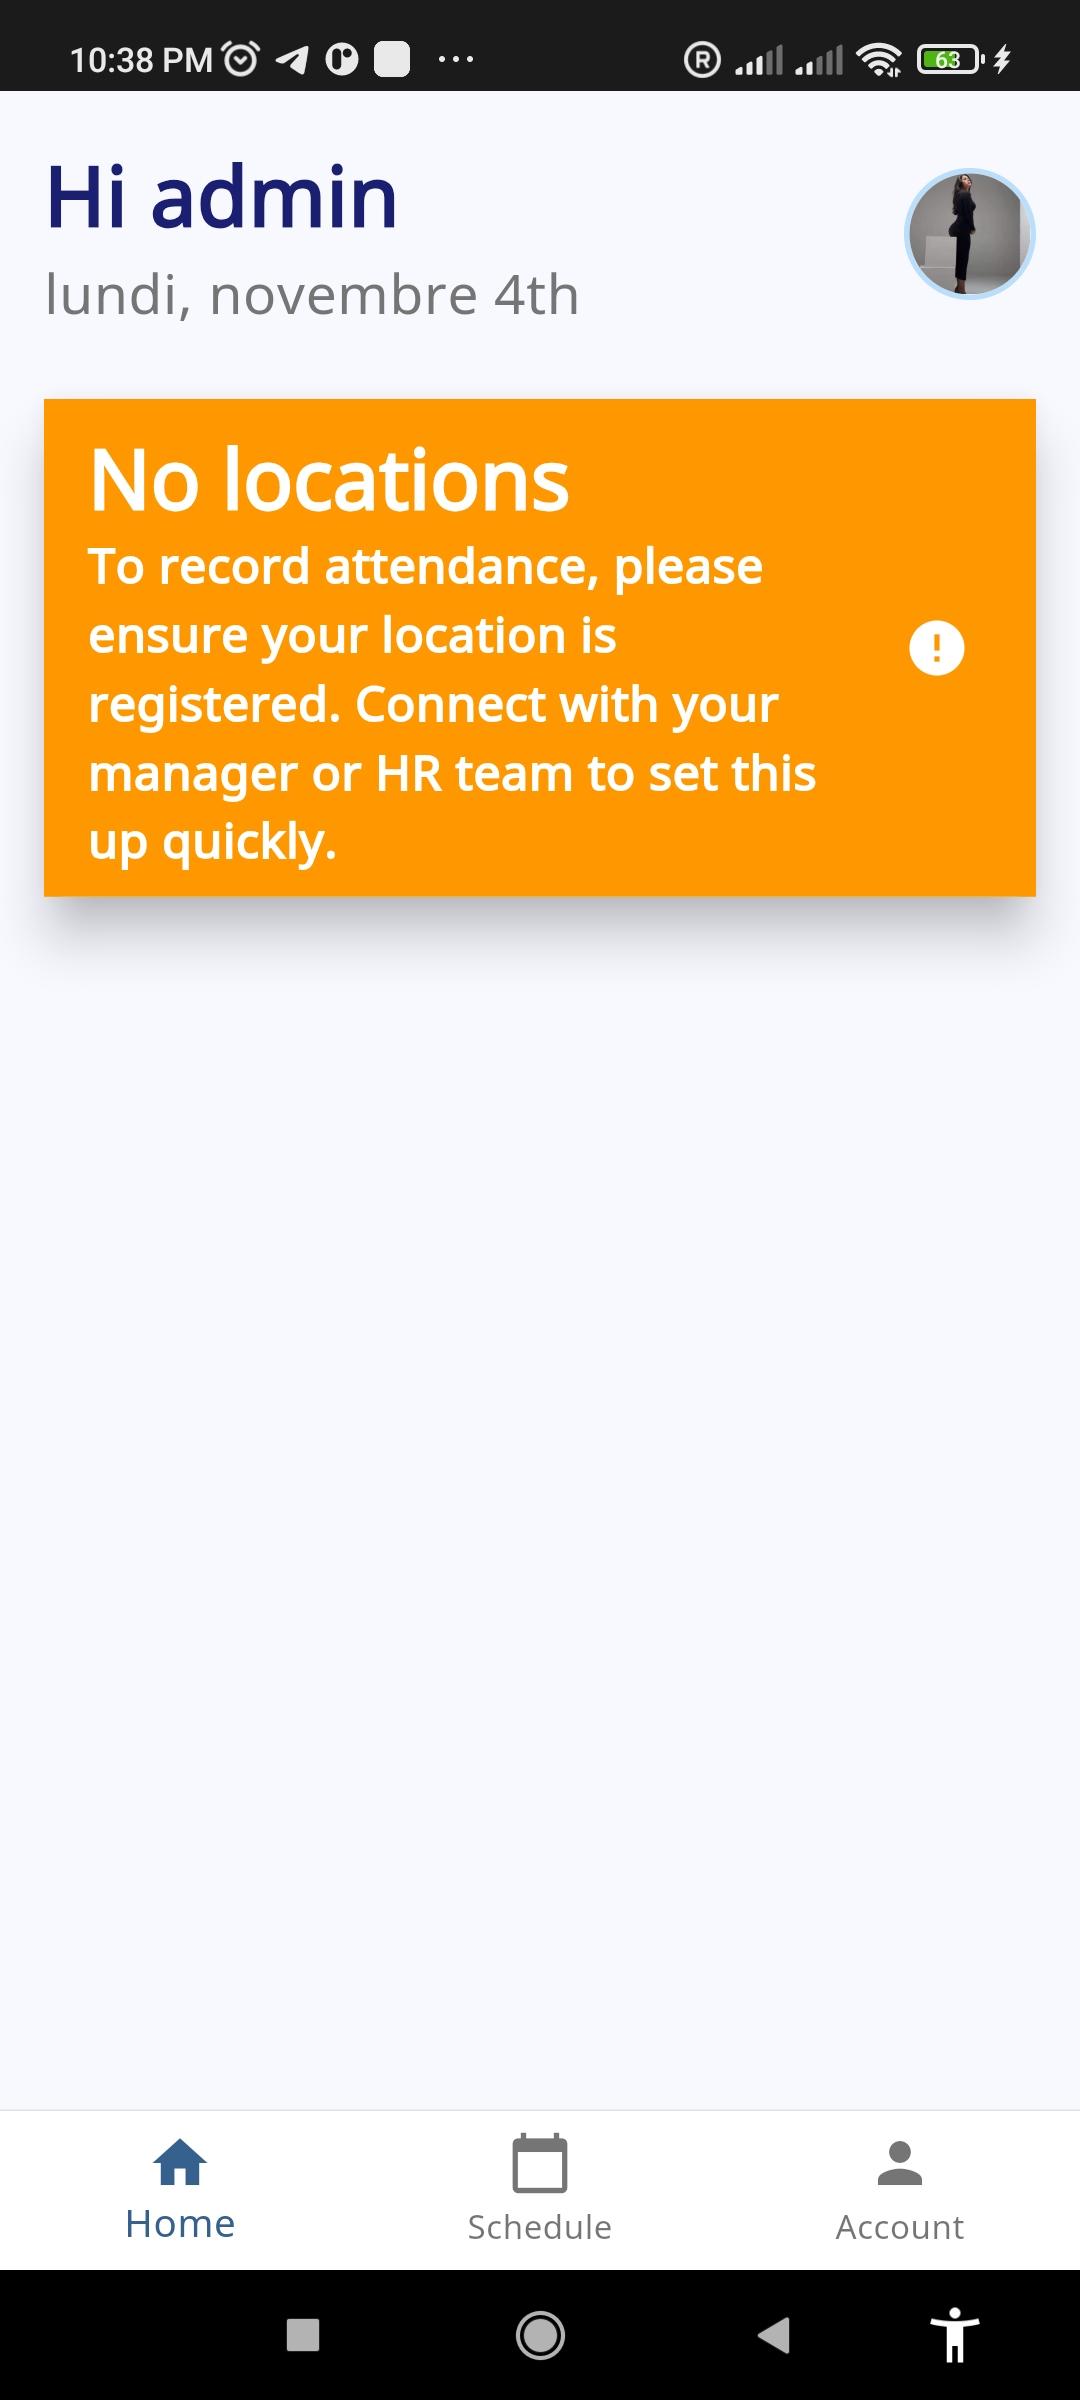 10:38 PM
63
Hi admin
lundi, novembre 4th
No locations
To record attendance, please
ensure your location is
registered. Connect with your
manager or HR team to set this
up quickly.
Home
Schedule
Account